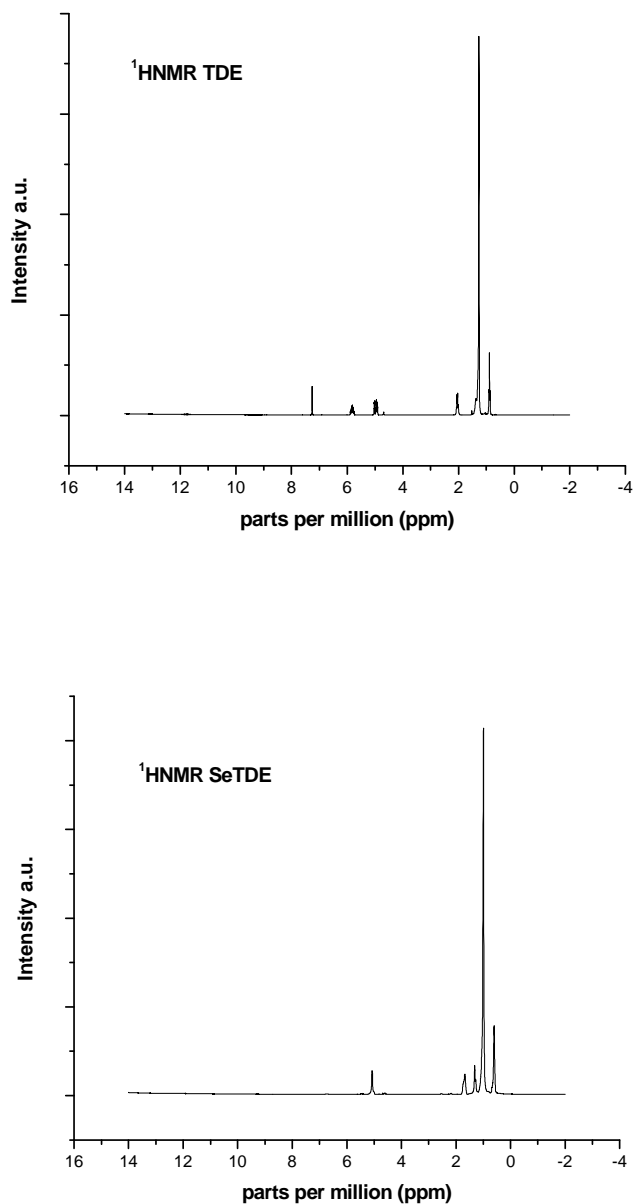 ¹HNMR TDE
Intensity a.u.
16 14 12 10 8 6 4 2 0 -2 -4
parts per million (ppm)
¹HNMR SeTDE
Intensity a.u.
16 14 12 10 8 6 4 2 0 -2 -4
parts per million (ppm)